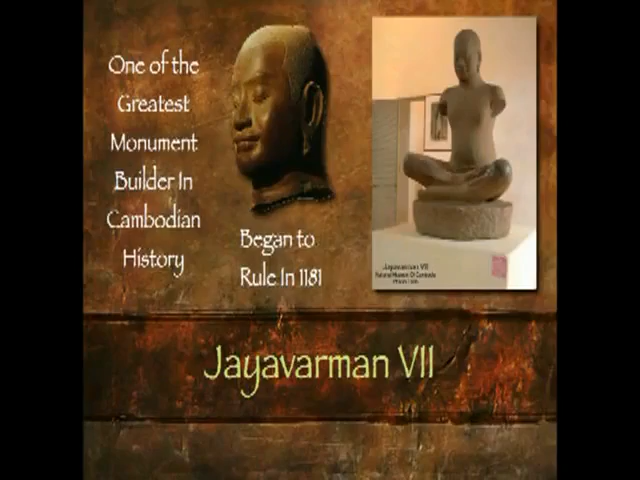 One of the
Greatest
Monument
Builder In
Cambodian
History
Began to
Rule In 1181
Jayavarman VII
National Museum Of Cambodia
Jayavarman VII